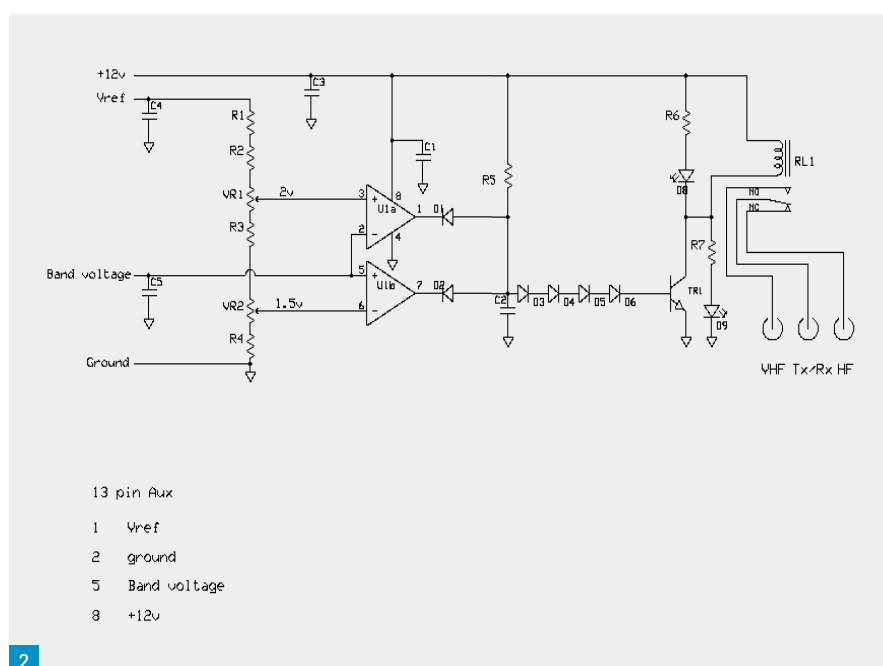 +12v
Vref
C4
C3
R1
R2
VR1
2v
R3
3
+
U1a
2
-
8
1
4
C1
D1
R5
R6
D8
RL1
NO
NC
R7
Band voltage
C5
5
+
U1b
6
-
7
D2
C2
D3
D4
D5
D6
TR1
D9
VR2
1.5v
R4
Ground
VHF Tx/Rx HF
13 pin Aux
1 Vref
2 ground
5 Band voltage
8 +12v
2